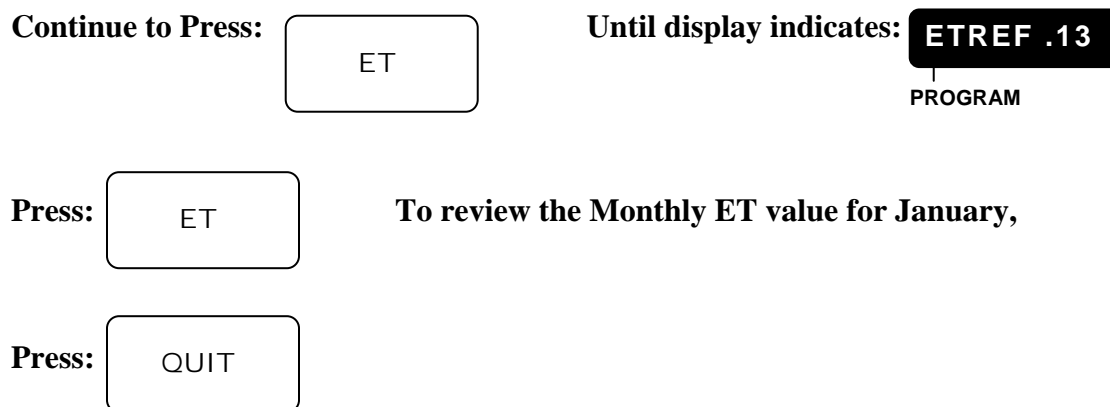 Continue to Press: ET Until display indicates: ETREF .13
PROGRAM
Press: ET To review the Monthly ET value for January,
Press: QUIT